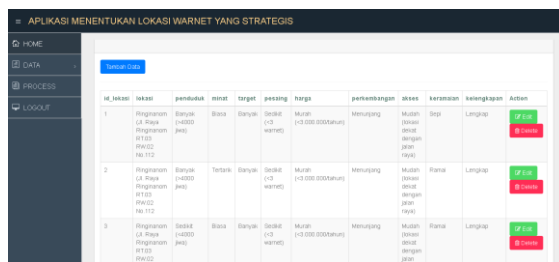 ≡ APLIKASI MENENTUKAN LOKASI WARNET YANG STRATEGIS
HOME
DATA
PROCESS
LOGOUT
Tambah Data
id_lokasi lokasi penduduk minat target pesaing harga perkembangan akses keramaian kelengkapan Action
1 Ringinanom Banyak Biasa Banyak Sedikit Murah Menunjang Mudah Sepi Lengkap Edit
(Jl. Raya (>4000 (<3 (<3.000.000/tahun) (lokasi
Ringinanom jiwa) warnet) dekat Delete
RT.03 dengan
RW.02 jalan
No.112 raya)
2 Ringinanom Banyak Tertarik Banyak Sedikit Murah Menunjang Mudah Ramai Lengkap Edit
(Jl. Raya (>4000 (<3 (<3.000.000/tahun) (lokasi
Ringinanom jiwa) warnet) dekat Delete
RT.03 dengan
RW.02 jalan
No.112 raya)
3 Ringinanom Sedikit Biasa Banyak Sedikit Murah Menunjang Mudah Ramai Lengkap Edit
(Jl. Raya (<4000 (<3 (<3.000.000/tahun) (lokasi
Ringinanom jiwa) warnet) dekat Delete
RT.03 dengan
RW.02 jalan